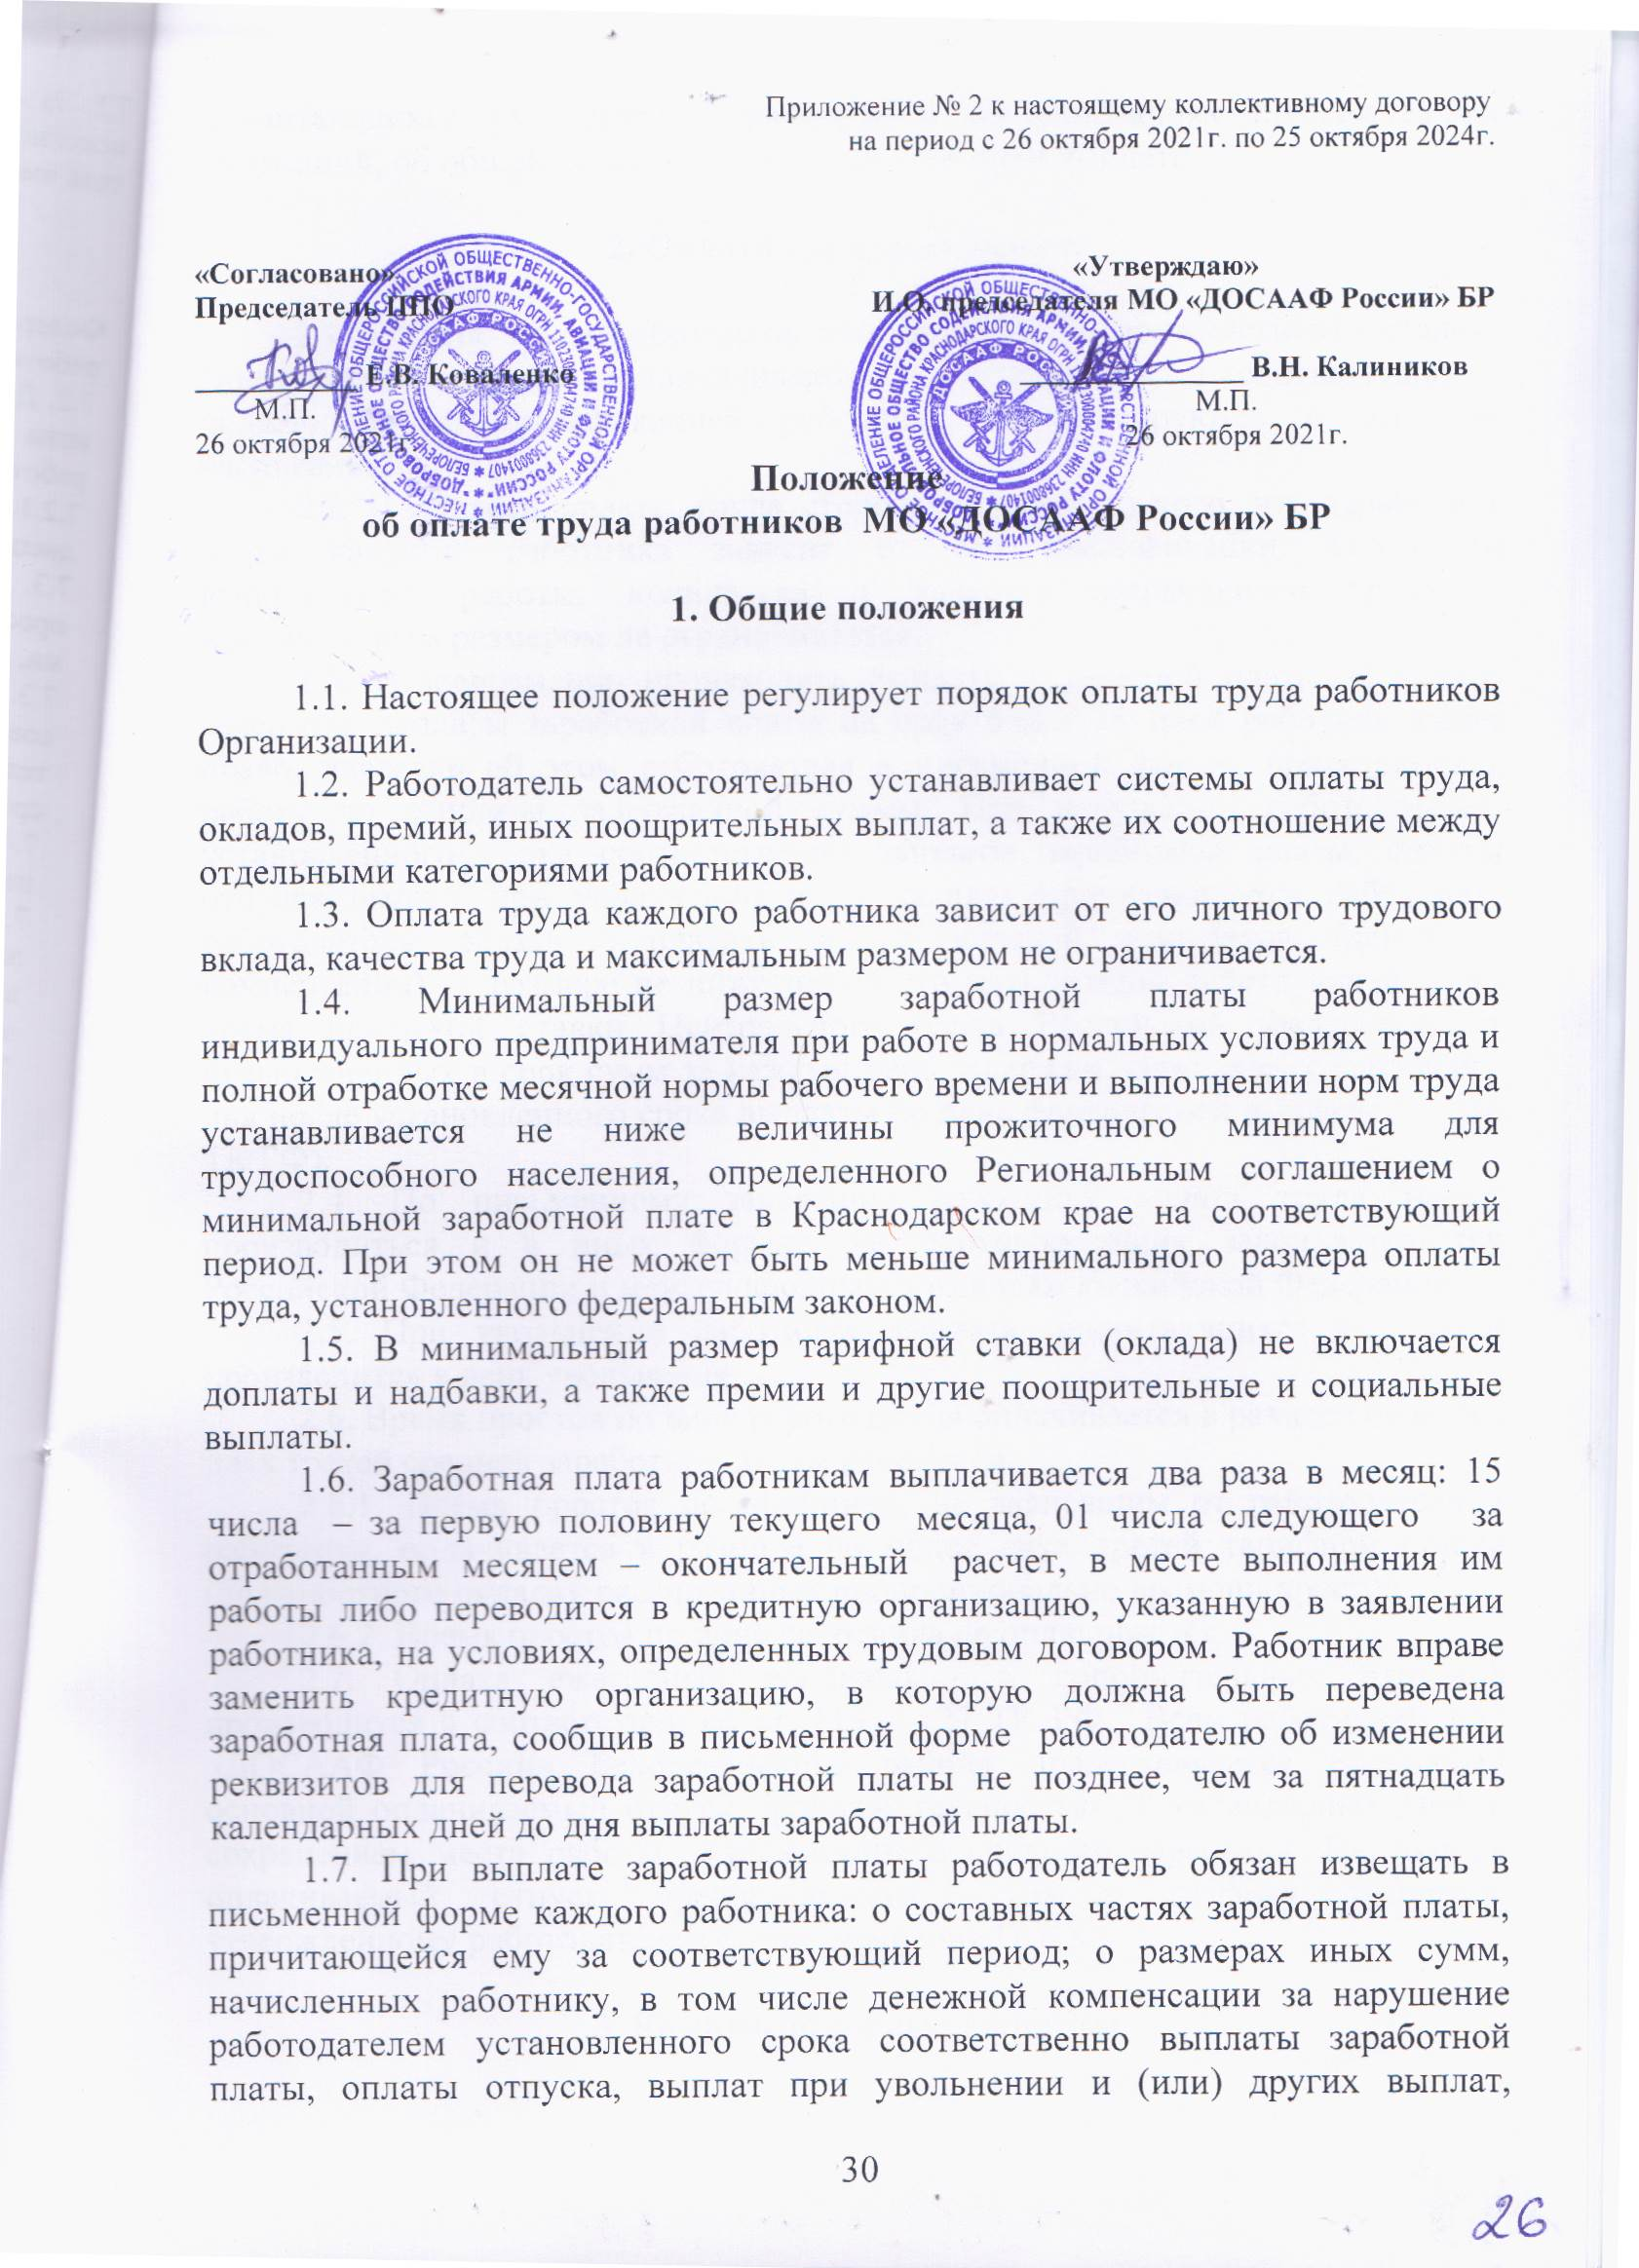 Приложение № 2 к настоящему коллективному договору
на период с 26 октября 2021г. по 25 октября 2024г.
«Согласовано»
Председатель ППО
Е.В. Коваленко
М.П.
26 октября 2021г.
«Утверждаю»
И.О. председателя МО «ДОСААФ России» БР
В.Н. Калиников
М.П.
26 октября 2021г.
Положение
об оплате труда работников МО «ДОСААФ России» БР
1. Общие положения
1.1. Настоящее положение регулирует порядок оплаты труда работников
Организации.
1.2. Работодатель самостоятельно устанавливает системы оплаты труда,
окладов, премий, иных поощрительных выплат, а также их соотношение между
отдельными категориями работников.
1.3. Оплата труда каждого работника зависит от его личного трудового
вклада, качества труда и максимальным размером не ограничивается.
1.4. Минимальный размер заработной платы работников
индивидуального предпринимателя при работе в нормальных условиях труда и
полной отработке месячной нормы рабочего времени и выполнении норм труда
устанавливается не ниже величины прожиточного минимума для
трудоспособного населения, определенного Региональным соглашением о
минимальной заработной плате в Краснодарском крае на соответствующий
период. При этом он не может быть меньше минимального размера оплаты
труда, установленного федеральным законом.
1.5. В минимальный размер тарифной ставки (оклада) не включается
доплаты и надбавки, а также премии и другие поощрительные и социальные
выплаты.
1.6. Заработная плата работникам выплачивается два раза в месяц: 15
числа – за первую половину текущего месяца, 01 числа следующего за
отработанным месяцем – окончательный расчет, в месте выполнения им
работы либо переводится в кредитную организацию, указанную в заявлении
работника, на условиях, определенных трудовым договором. Работник вправе
заменить кредитную организацию, в которую должна быть переведена
заработная плата, сообщив в письменной форме работодателю об изменении
реквизитов для перевода заработной платы не позднее, чем за пятнадцать
календарных дней до дня выплаты заработной платы.
1.7. При выплате заработной платы работодатель обязан извещать в
письменной форме каждого работника: о составных частях заработной платы,
причитающейся ему за соответствующий период; о размерах иных сумм,
начисленных работнику, в том числе денежной компенсации за нарушение
работодателем установленного срока соответственно выплаты заработной
платы, оплаты отпуска, выплат при увольнении и (или) других выплат,
30
26